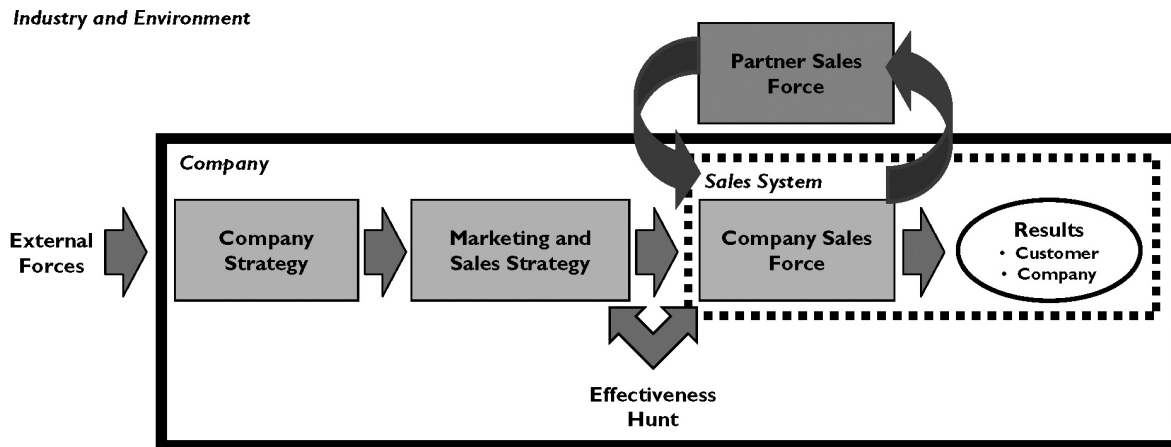 Industry and Environment
Partner Sales
Force
Company
Sales System
External
Forces
Company
Strategy
Marketing and
Sales Strategy
Company Sales
Force
Results
• Customer
• Company
Effectiveness
Hunt